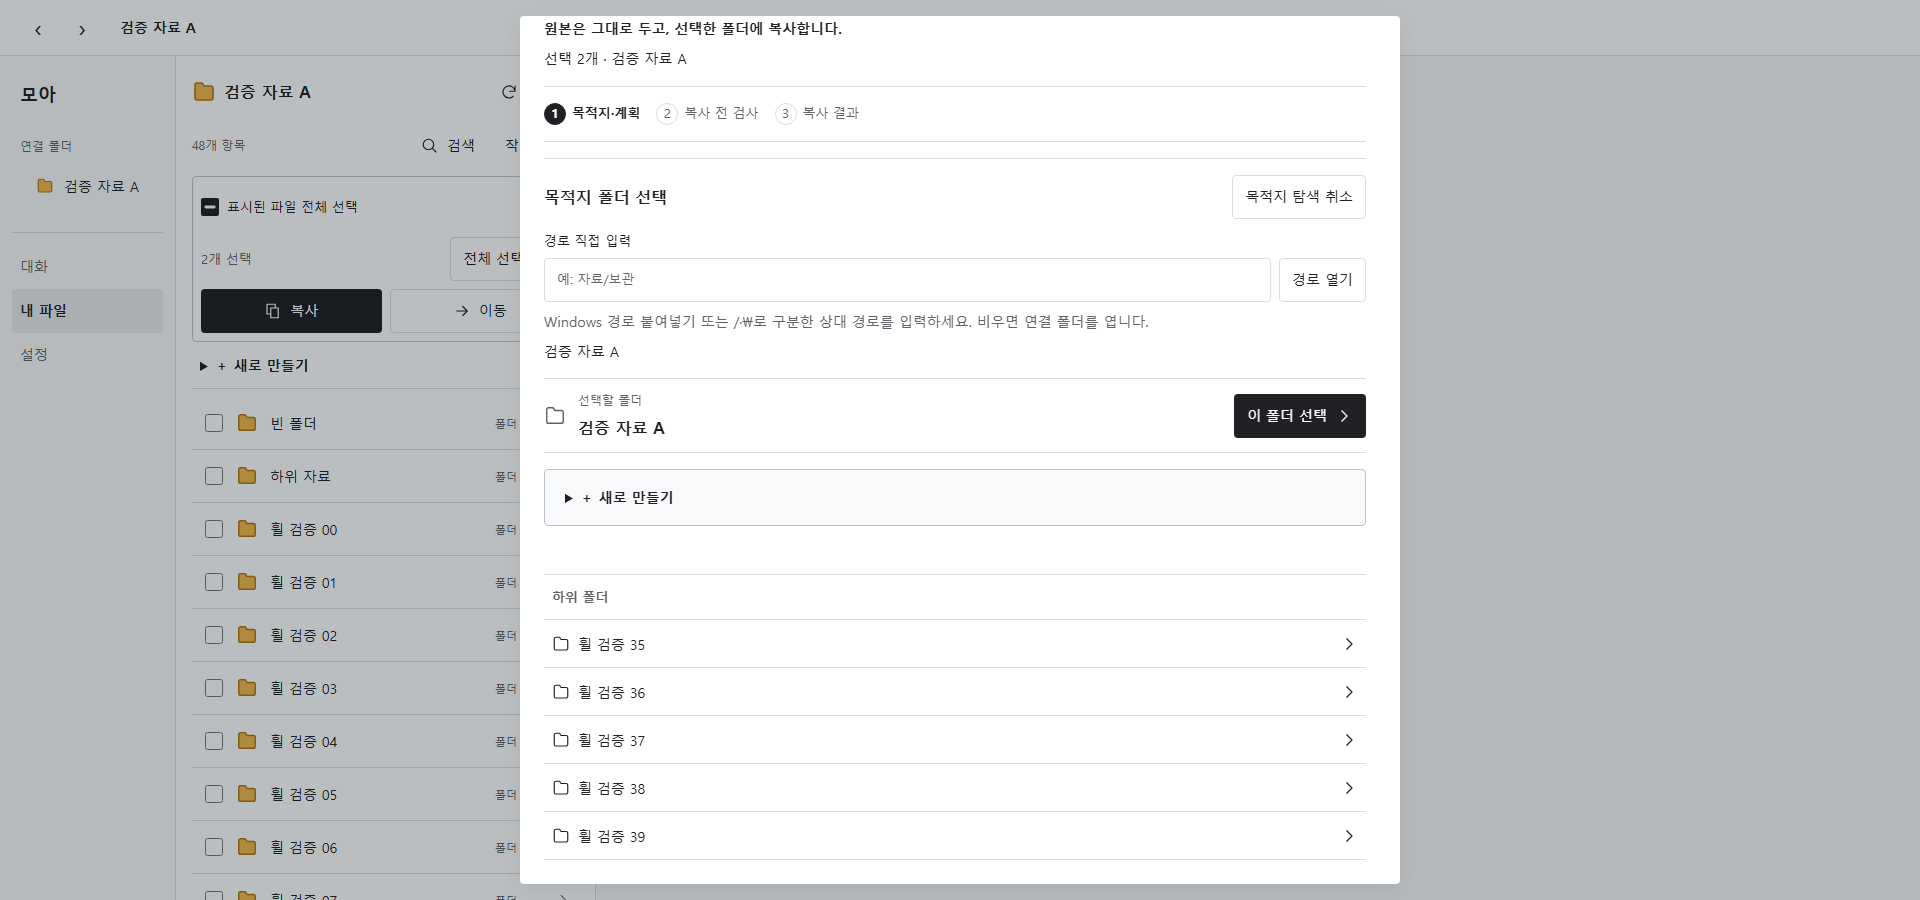 검증 자료 A
모아
연결 폴더
검증 자료 A
대화
내 파일
설정
검증 자료 A
48개 항목
검색
작
표시된 파일 전체 선택
2개 선택
전체 선택
복사
이동
+ 새로 만들기
빈 폴더 폴더
하위 자료 폴더
휠 검증 00 폴더
휠 검증 01 폴더
휠 검증 02 폴더
휠 검증 03 폴더
휠 검증 04 폴더
휠 검증 05 폴더
휠 검증 06 폴더
휠 검증 07 폴더
원본은 그대로 두고, 선택한 폴더에 복사합니다.
선택 2개 · 검증 자료 A
1 목적지·계획 2 복사 전 검사 3 복사 결과
목적지 폴더 선택
목적지 탐색 취소
경로 직접 입력
예: 자료/보관
경로 열기
Windows 경로 붙여넣기 또는 /·₩로 구분한 상대 경로를 입력하세요. 비우면 연결 폴더를 엽니다.
검증 자료 A
선택할 폴더
검증 자료 A
이 폴더 선택
+ 새로 만들기
하위 폴더
휠 검증 35
휠 검증 36
휠 검증 37
휠 검증 38
휠 검증 39